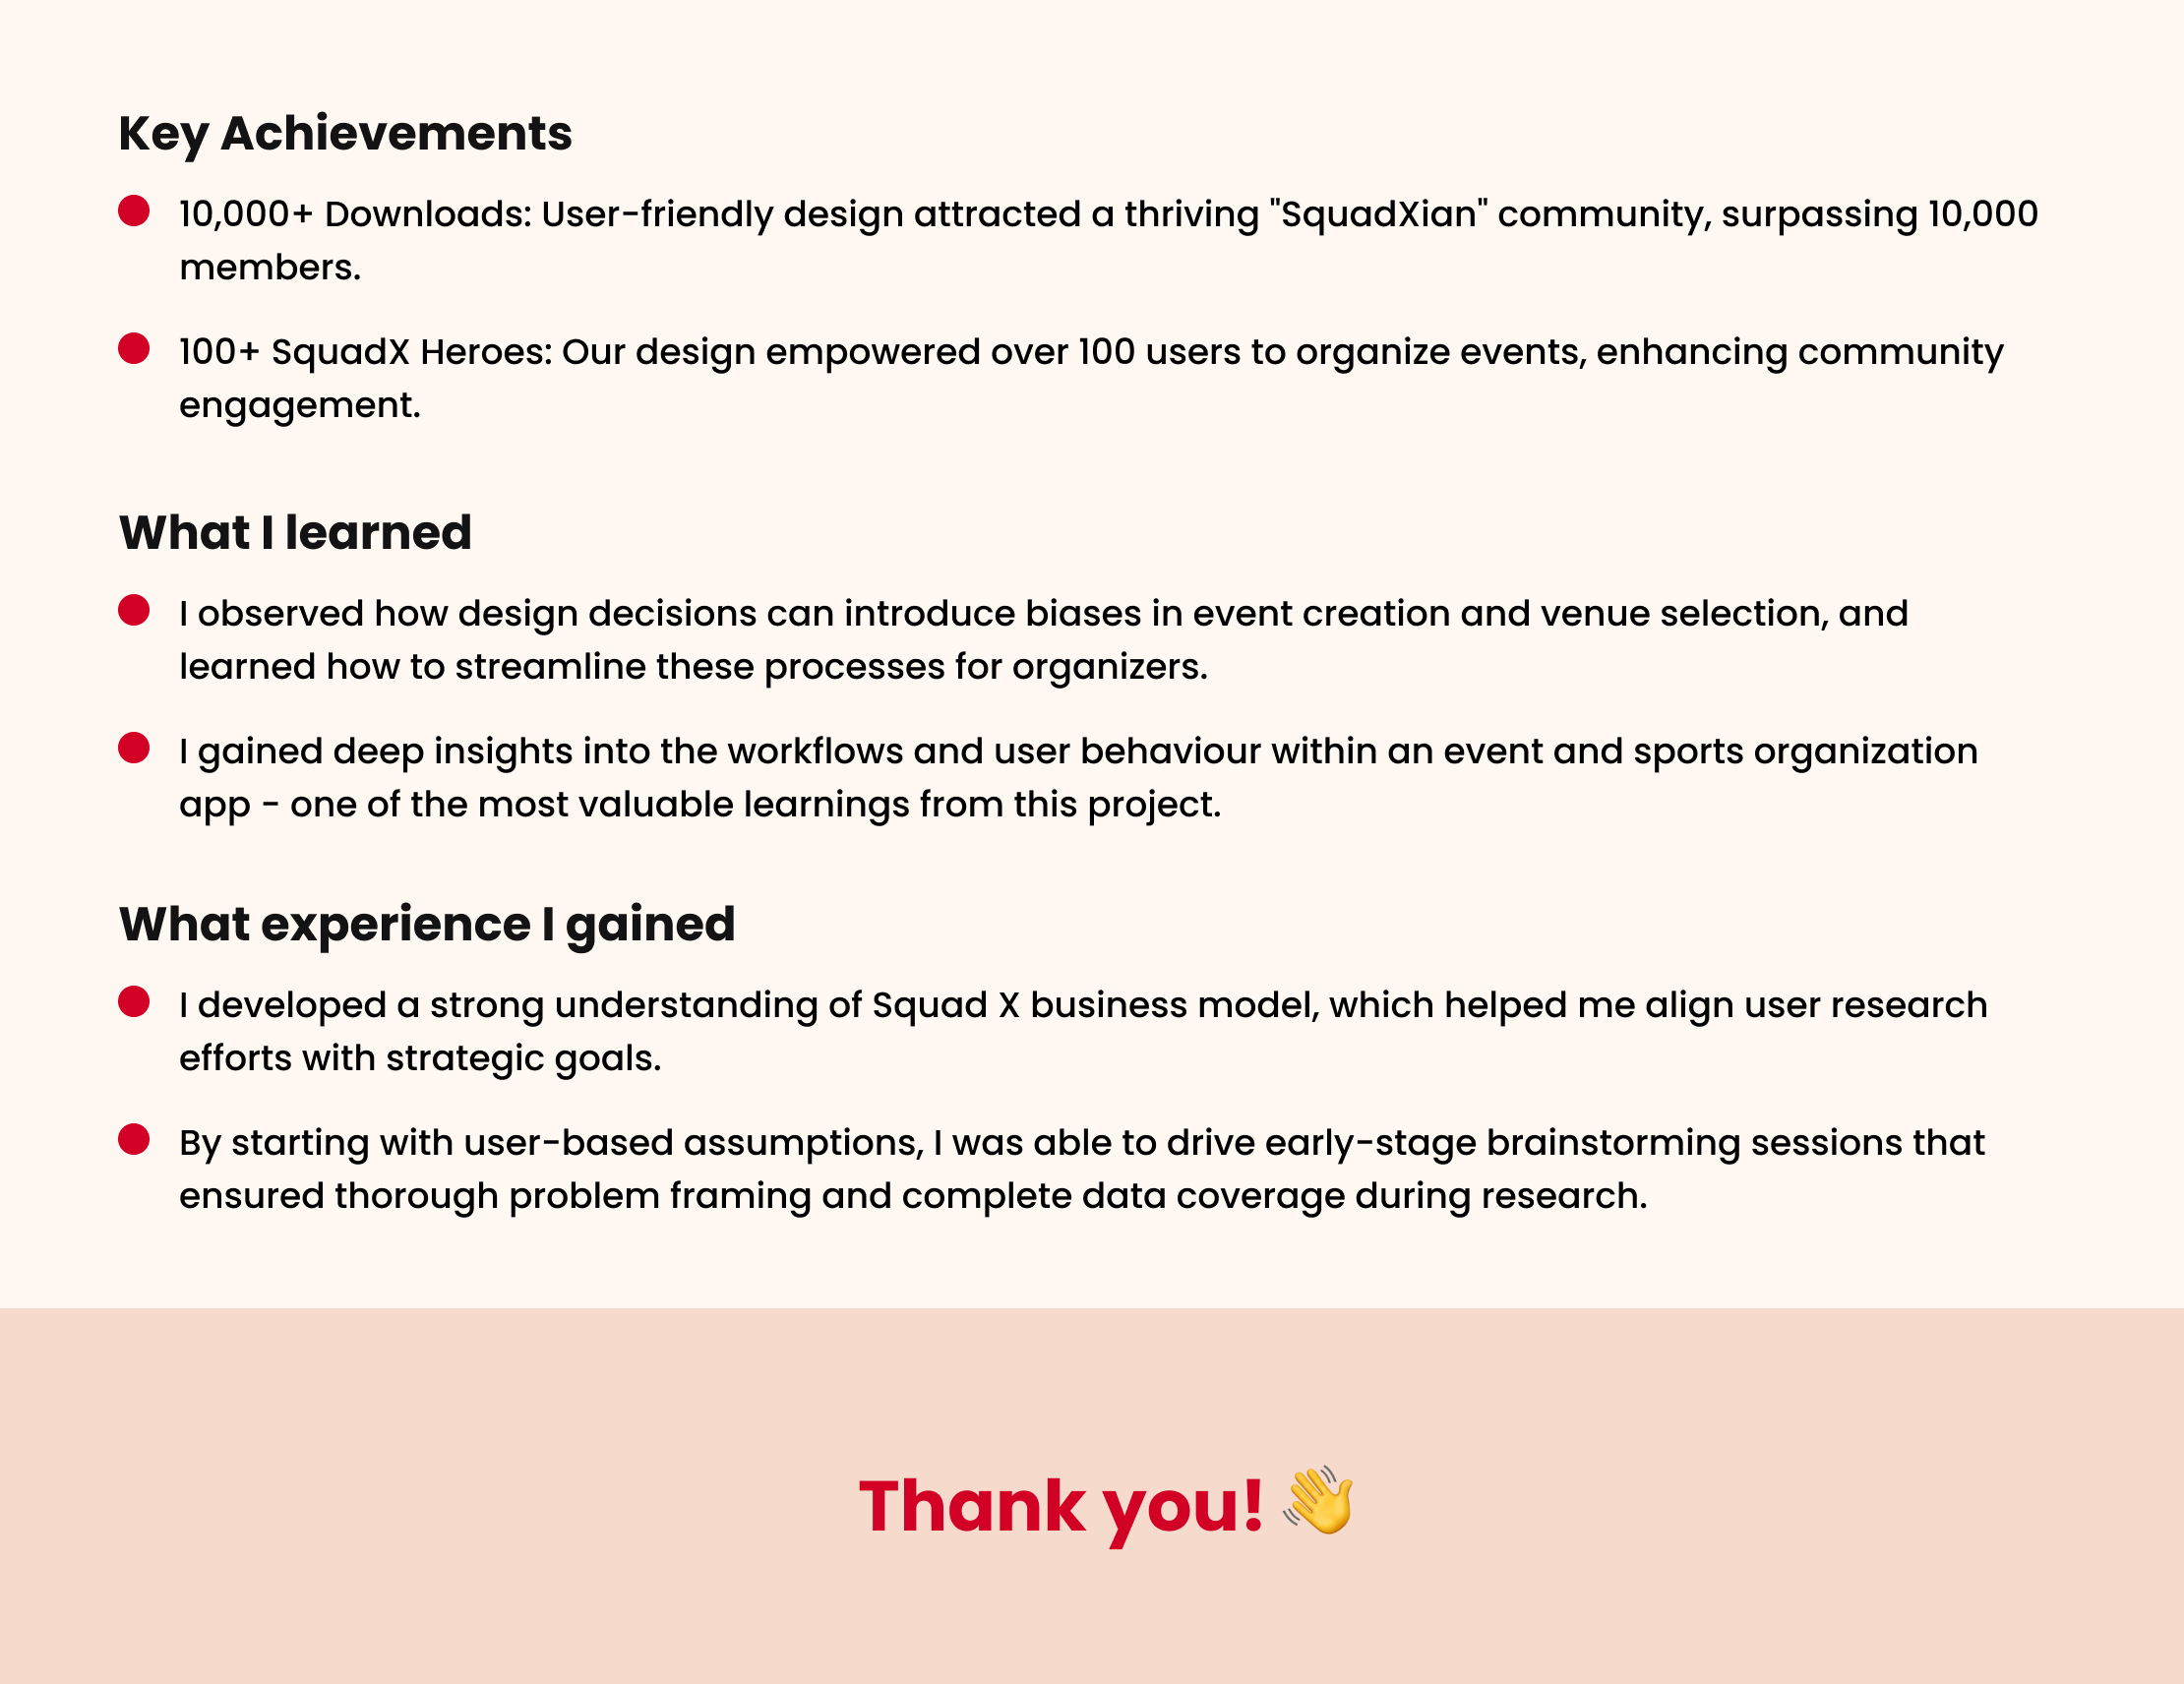 Key Achievements
10,000+ Downloads: User-friendly design attracted a thriving "SquadXian" community, surpassing 10,000
members.
100+ SquadX Heroes: Our design empowered over 100 users to organize events, enhancing community
engagement.
What I learned
I observed how design decisions can introduce biases in event creation and venue selection, and
learned how to streamline these processes for organizers.
I gained deep insights into the workflows and user behaviour within an event and sports organization
app - one of the most valuable learnings from this project.
What experience I gained
I developed a strong understanding of Squad X business model, which helped me align user research
efforts with strategic goals.
By starting with user-based assumptions, I was able to drive early-stage brainstorming sessions that
ensured thorough problem framing and complete data coverage during research.
Thank you! 👋